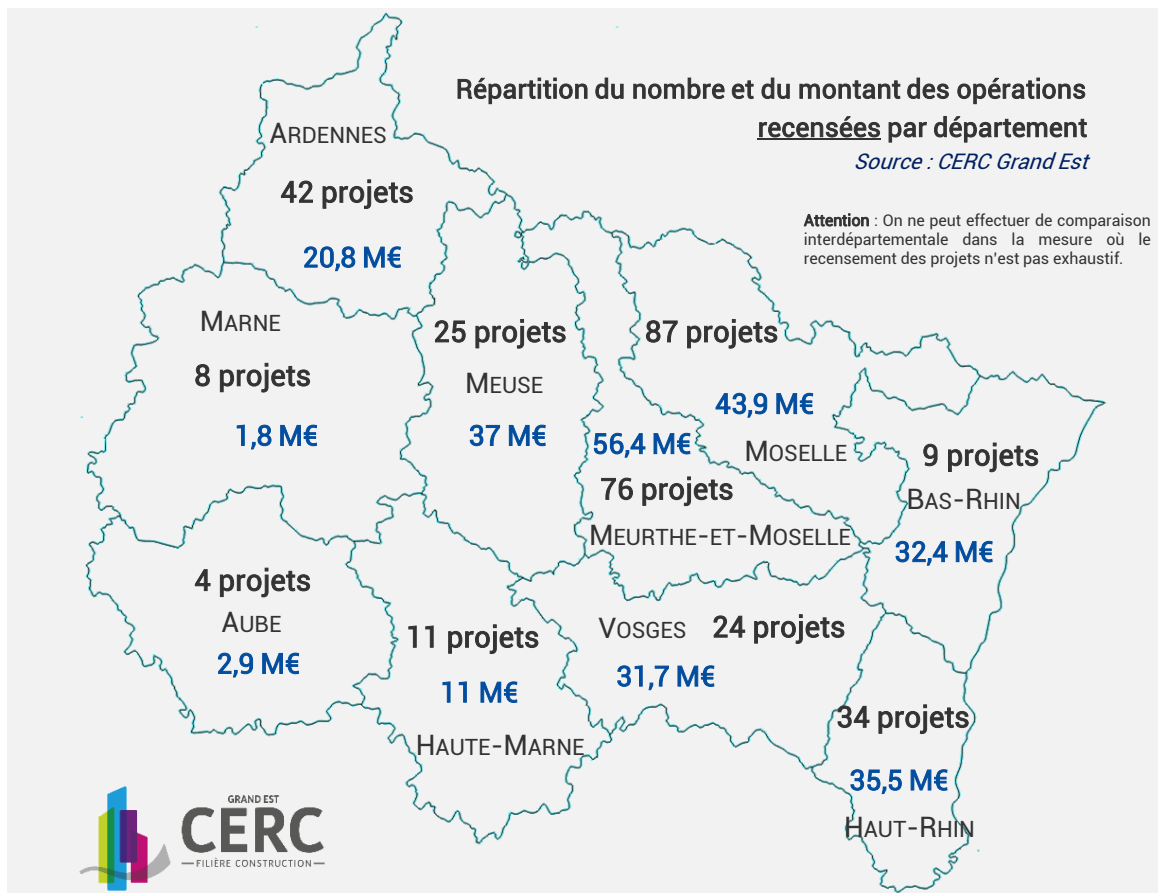 Répartition du nombre et du montant des opérations
recensées par département
Source : CERC Grand Est
Attention : On ne peut effectuer de comparaison
interdépartementale dans la mesure où le
recensement des projets n'est pas exhaustif.
ARDENNES
42 projets
20,8 M€
MARNE
8 projets
1,8 M€
25 projets
MEUSE
37 M€
87 projets
43,9 M€
MOSELLE
56,4 M€
76 projets
MEURTHE-ET-MOSELLE
9 projets
BAS-RHIN
32,4 M€
4 projets
AUBE
2,9 M€
11 projets
11 M€
HAUTE-MARNE
VOSGES 24 projets
31,7 M€
34 projets
35,5 M€
HAUT-RHIN
GRAND EST
CERC
FILIÈRE CONSTRUCTION